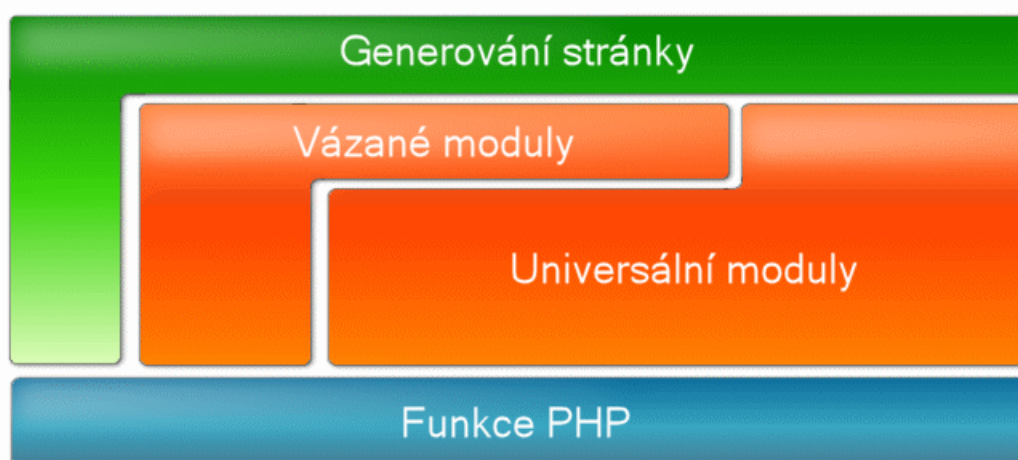 Generování stránky
Vázané moduly
Universální moduly
Funkce PHP